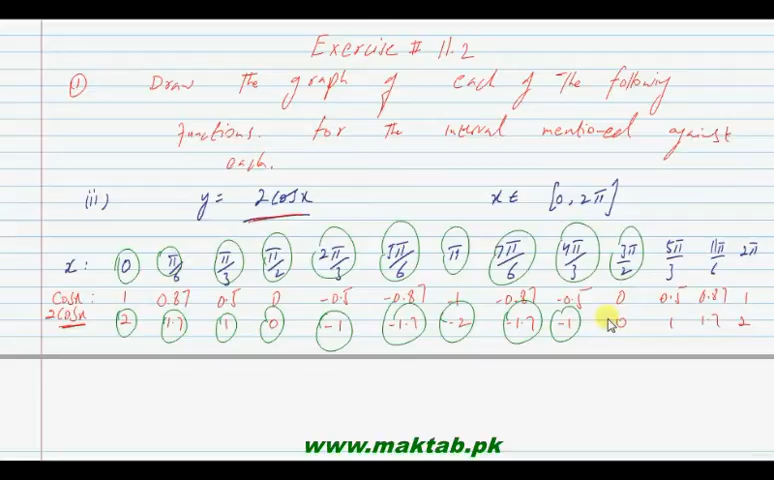 Exercise # 11.2
① Draw the graph of each of the following
functions. for the interval mentioned against
each.
(ii) y = 2cosx x ∈ [0, 2π]
x: 0 π/6 π/3 π/2 2π/3 5π/6 π 7π/6 4π/3 3π/2 5π/3 11π/6 2π
Cosx: 1 0.87 0.5 0 -0.5 -0.87 -1 -0.87 -0.5 0 0.5 0.87 1
2cosx 2 1.7 1 0 -1 -1.7 -2 -1.7 -1 0 1 1.7 2
www.maktab.pk